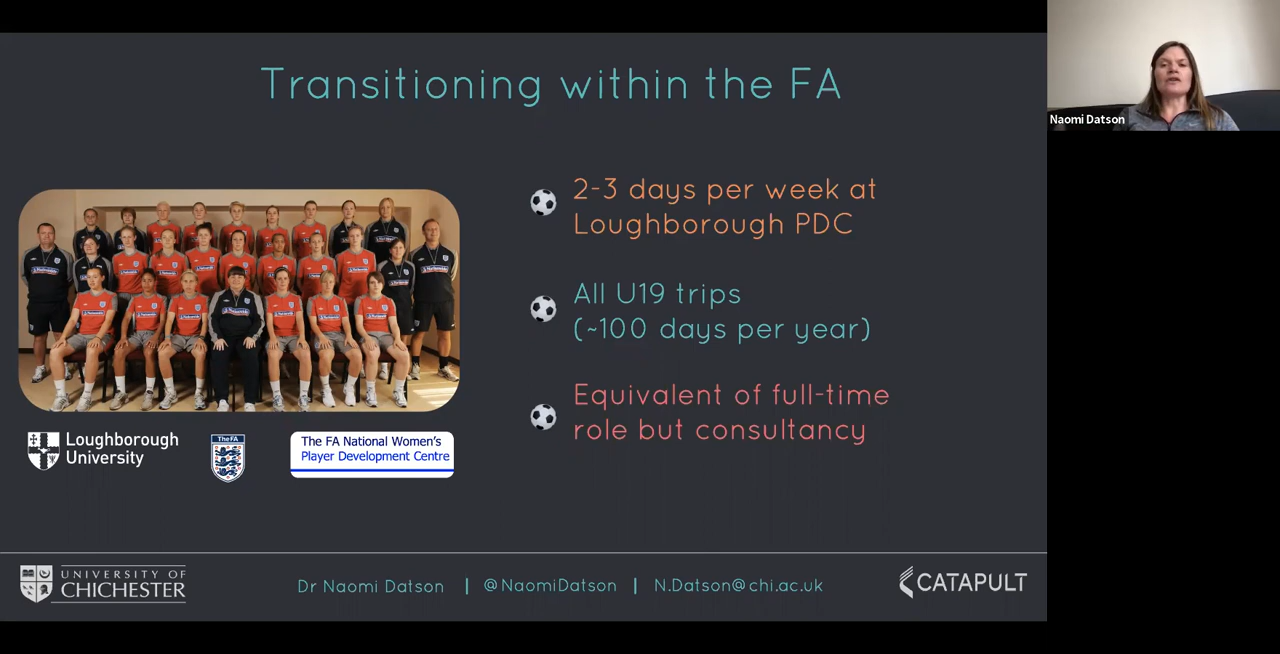 Transitioning within the FA
2-3 days per week at
Loughborough PDC
All U19 trips
(~100 days per year)
Equivalent of full-time
role but consultancy
Loughborough
University
The FA
The FA National Women's
Player Development Centre
UNIVERSITY OF
CHICHESTER
Dr Naomi Datson | @NaomiDatson | N.Datson@chi.ac.uk
CATAPULT
Naomi Datson